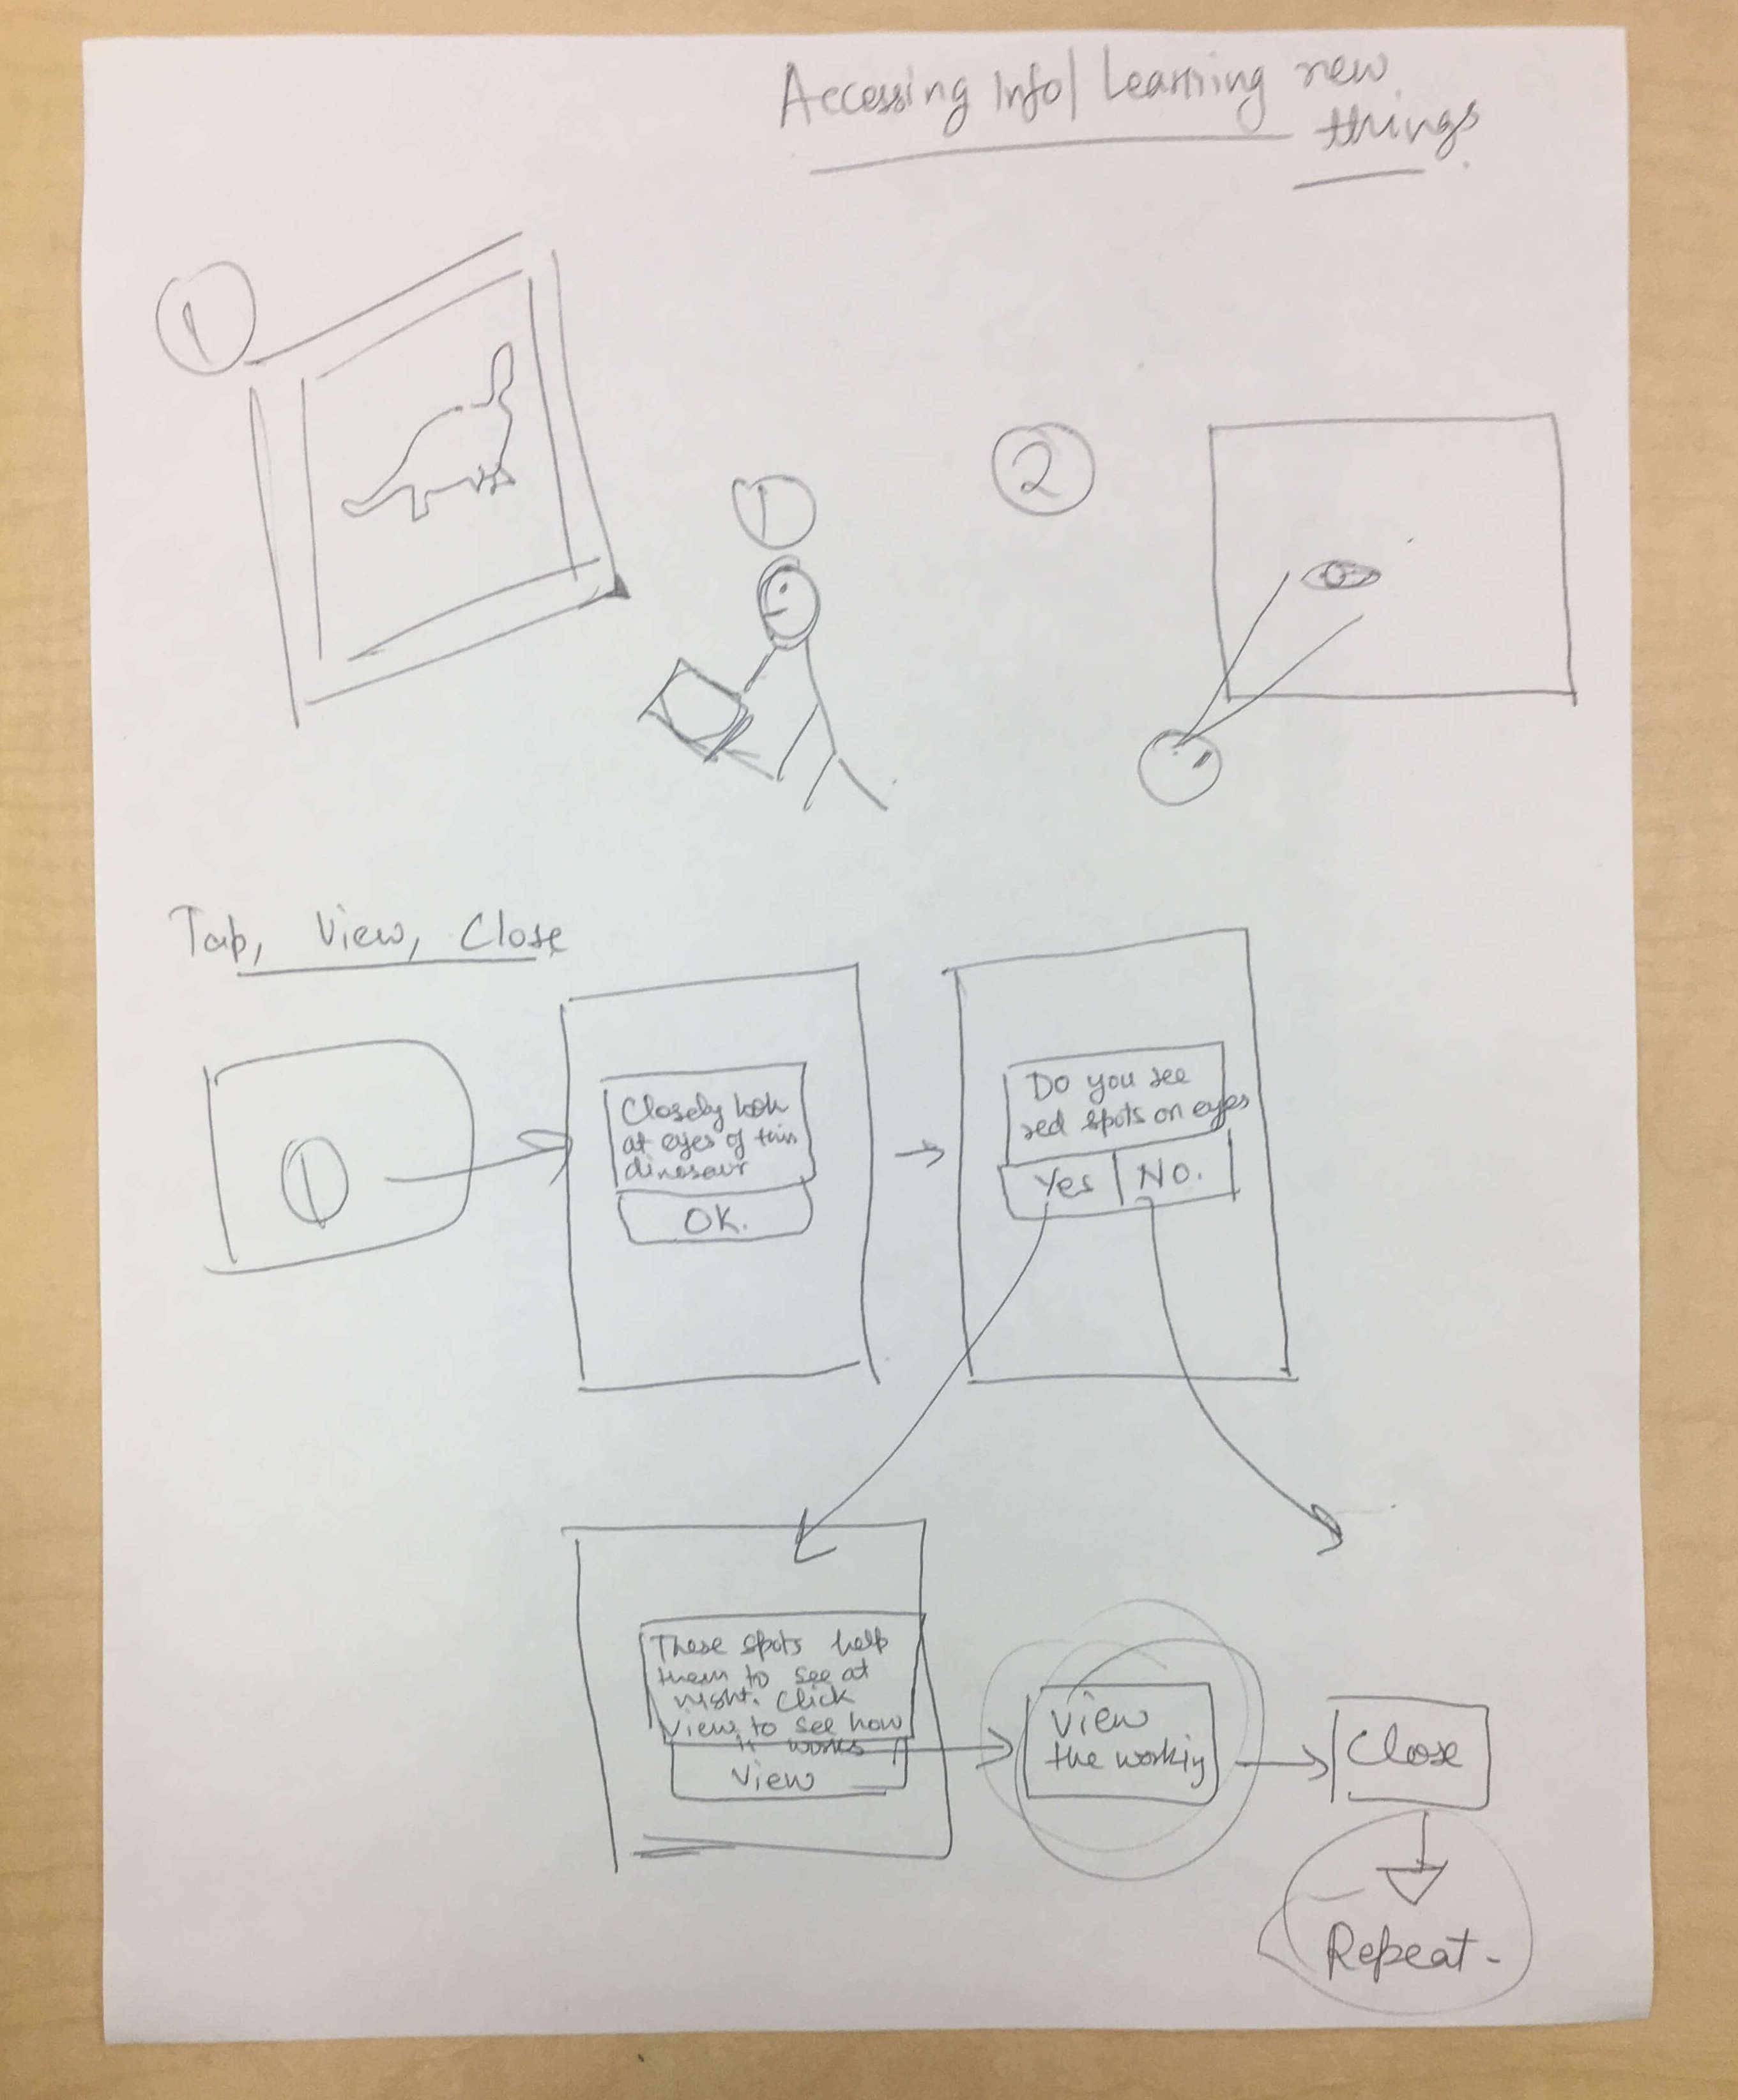 Accessing Info| Learning new
things.
1
1
2
Tap, View, Close
1
Closely look
at eyes of this
dinosaur
OK.
Do you see
red spots on eyes
Yes | No.
These spots help
them to see at
night. Click
view to see how
it works
View
View
the workig
Close
Repeat -